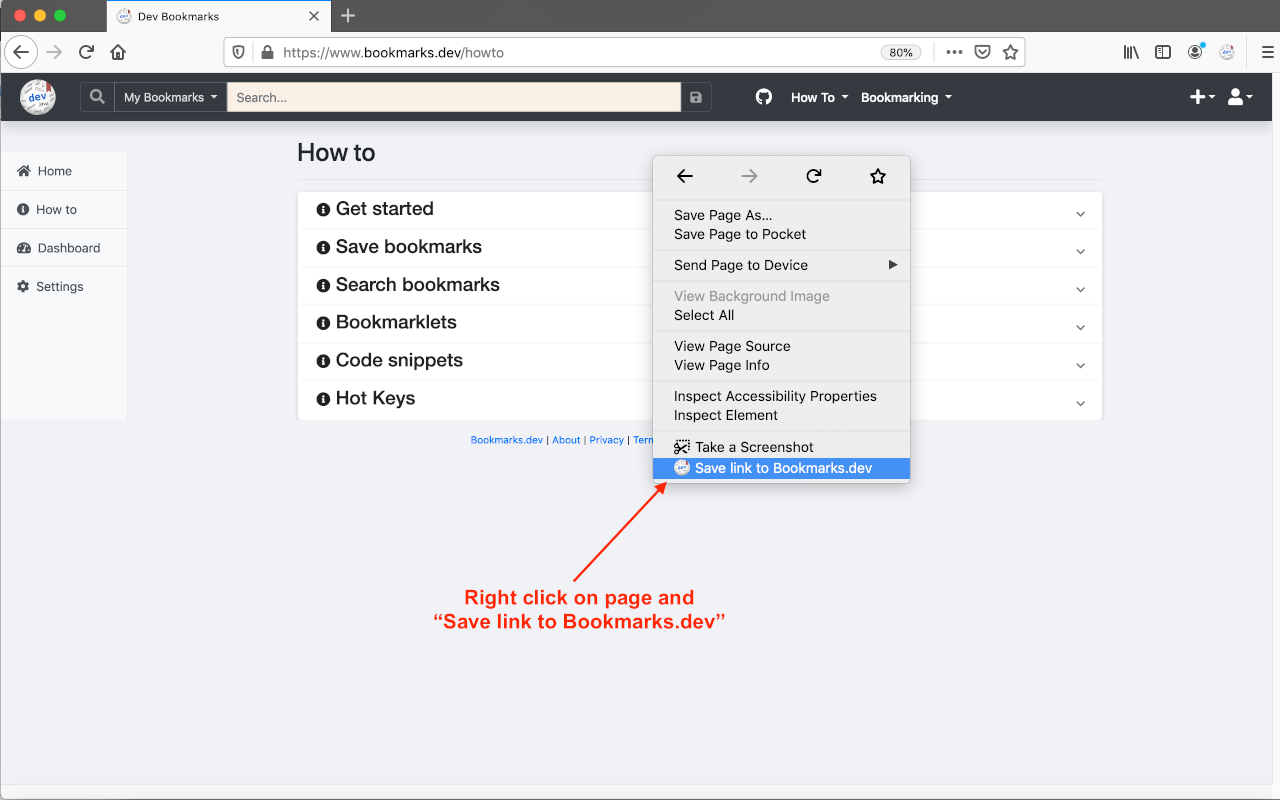 Dev Bookmarks
https://www.bookmarks.dev/howto
80%
dev
My Bookmarks
Search...
How To
Bookmarking
Home
How to
Dashboard
Settings
How to
Get started
Save bookmarks
Search bookmarks
Bookmarklets
Code snippets
Hot Keys
Bookmarks.dev | About | Privacy | Term
Save Page As...
Save Page to Pocket
Send Page to Device
View Background Image
Select All
View Page Source
View Page Info
Inspect Accessibility Properties
Inspect Element
Take a Screenshot
Save link to Bookmarks.dev
Right click on page and
“Save link to Bookmarks.dev”